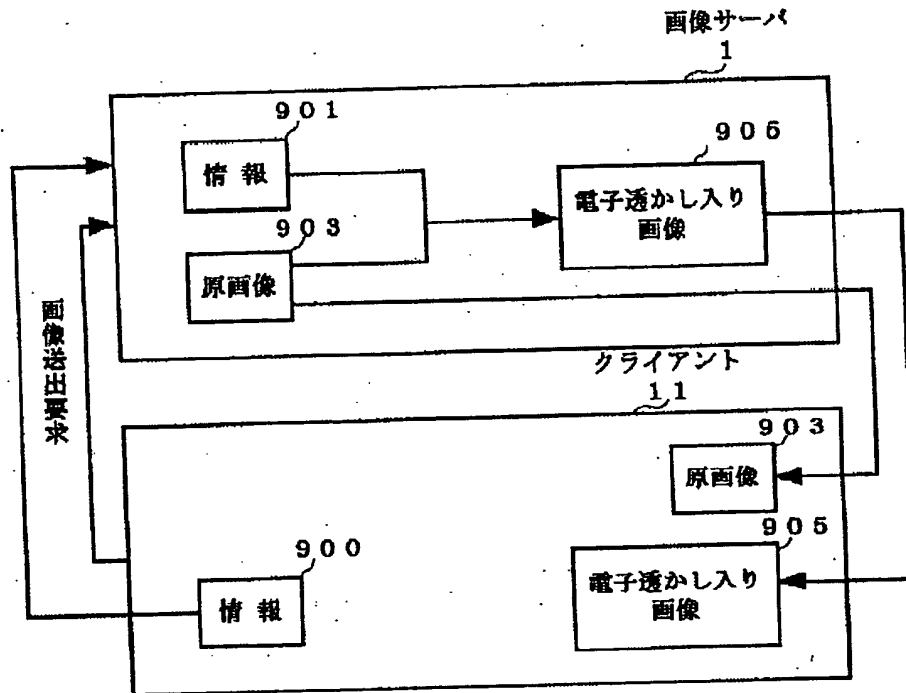 画像サーバ
1
901
情報
905
電子透かし入り
画像
903
原画像
画像送出要求
クライアント
11
903
原画像
905
電子透かし入り
画像
900
情報